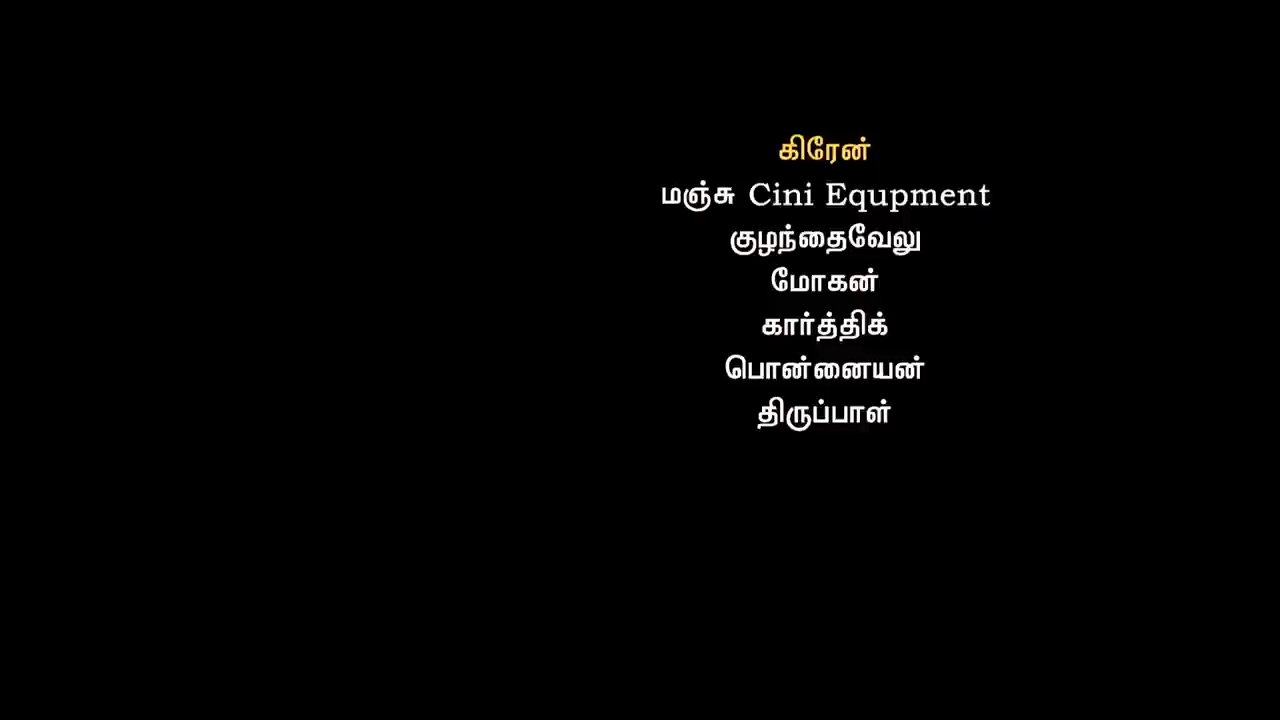 கிரேன்
மஞ்சு Cini Equpment
குழந்தைவேலு
மோகன்
கார்த்திக்
பொன்னையன்
திருப்பாள்